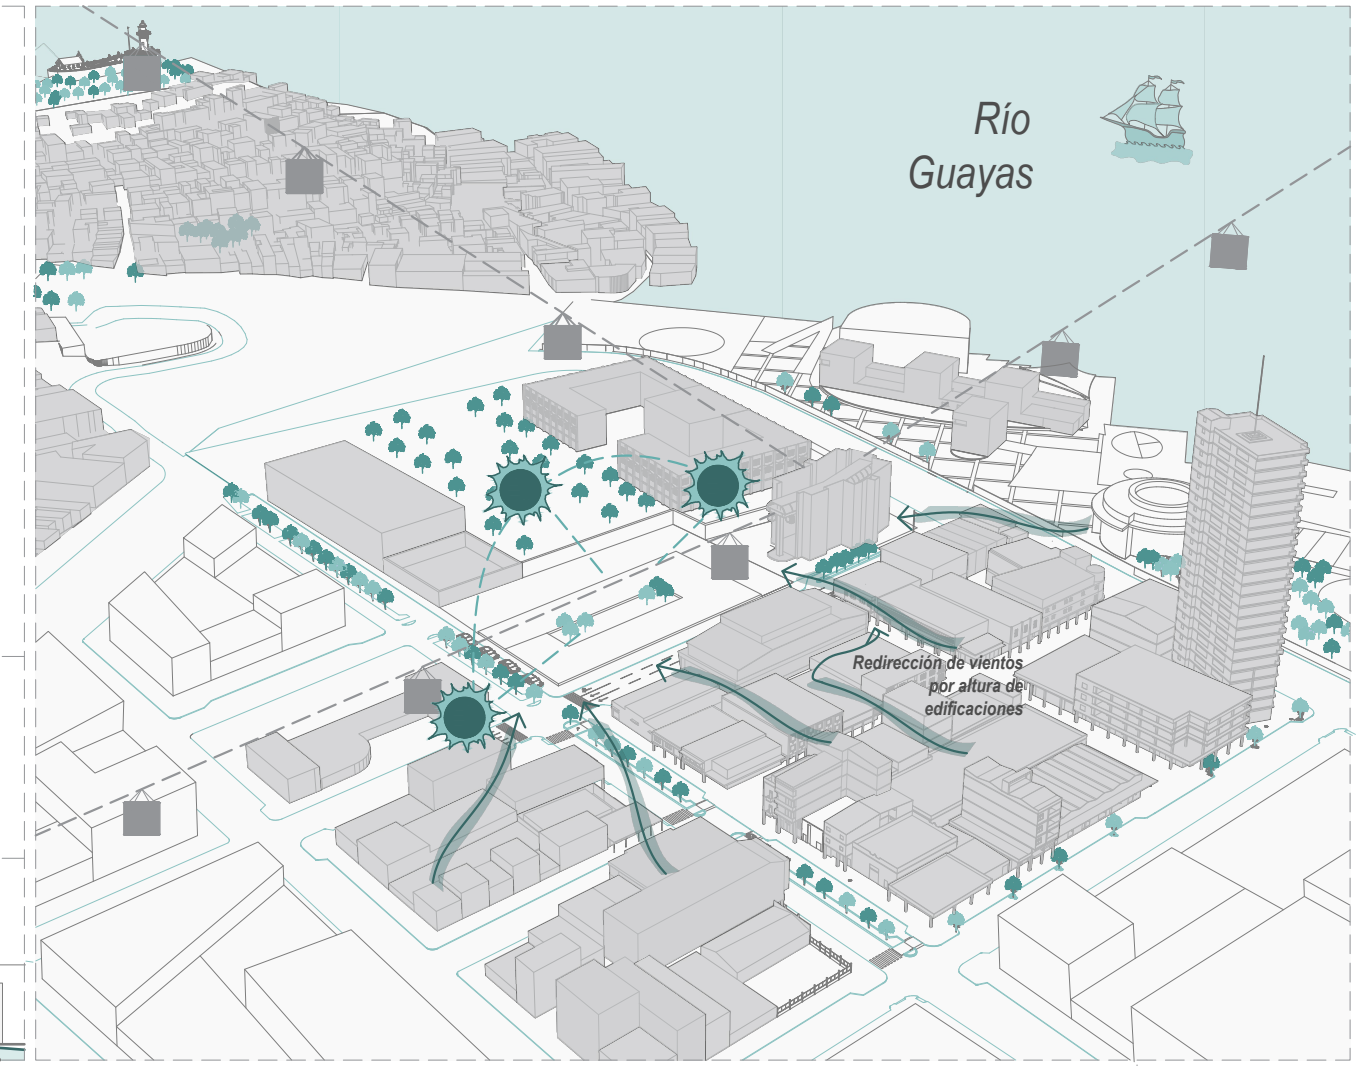 Río
Guayas
Redirección de vientos
por altura de
edificaciones